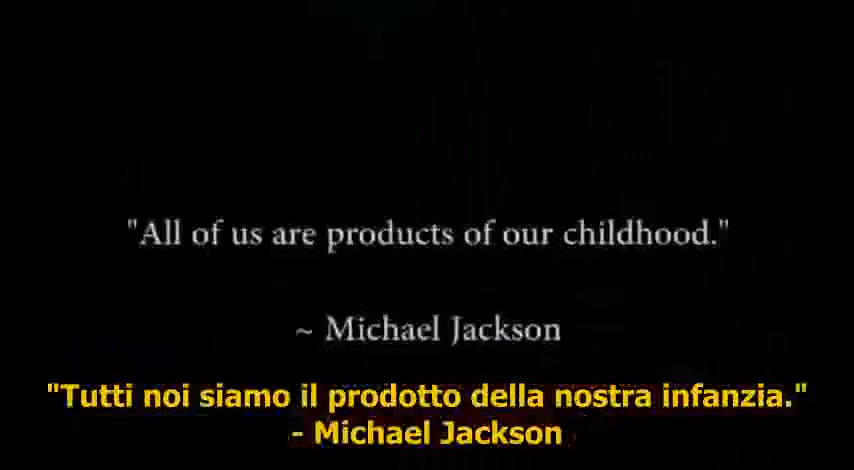 "All of us are products of our childhood."
~ Michael Jackson
"Tutti noi siamo il prodotto della nostra infanzia."
- Michael Jackson